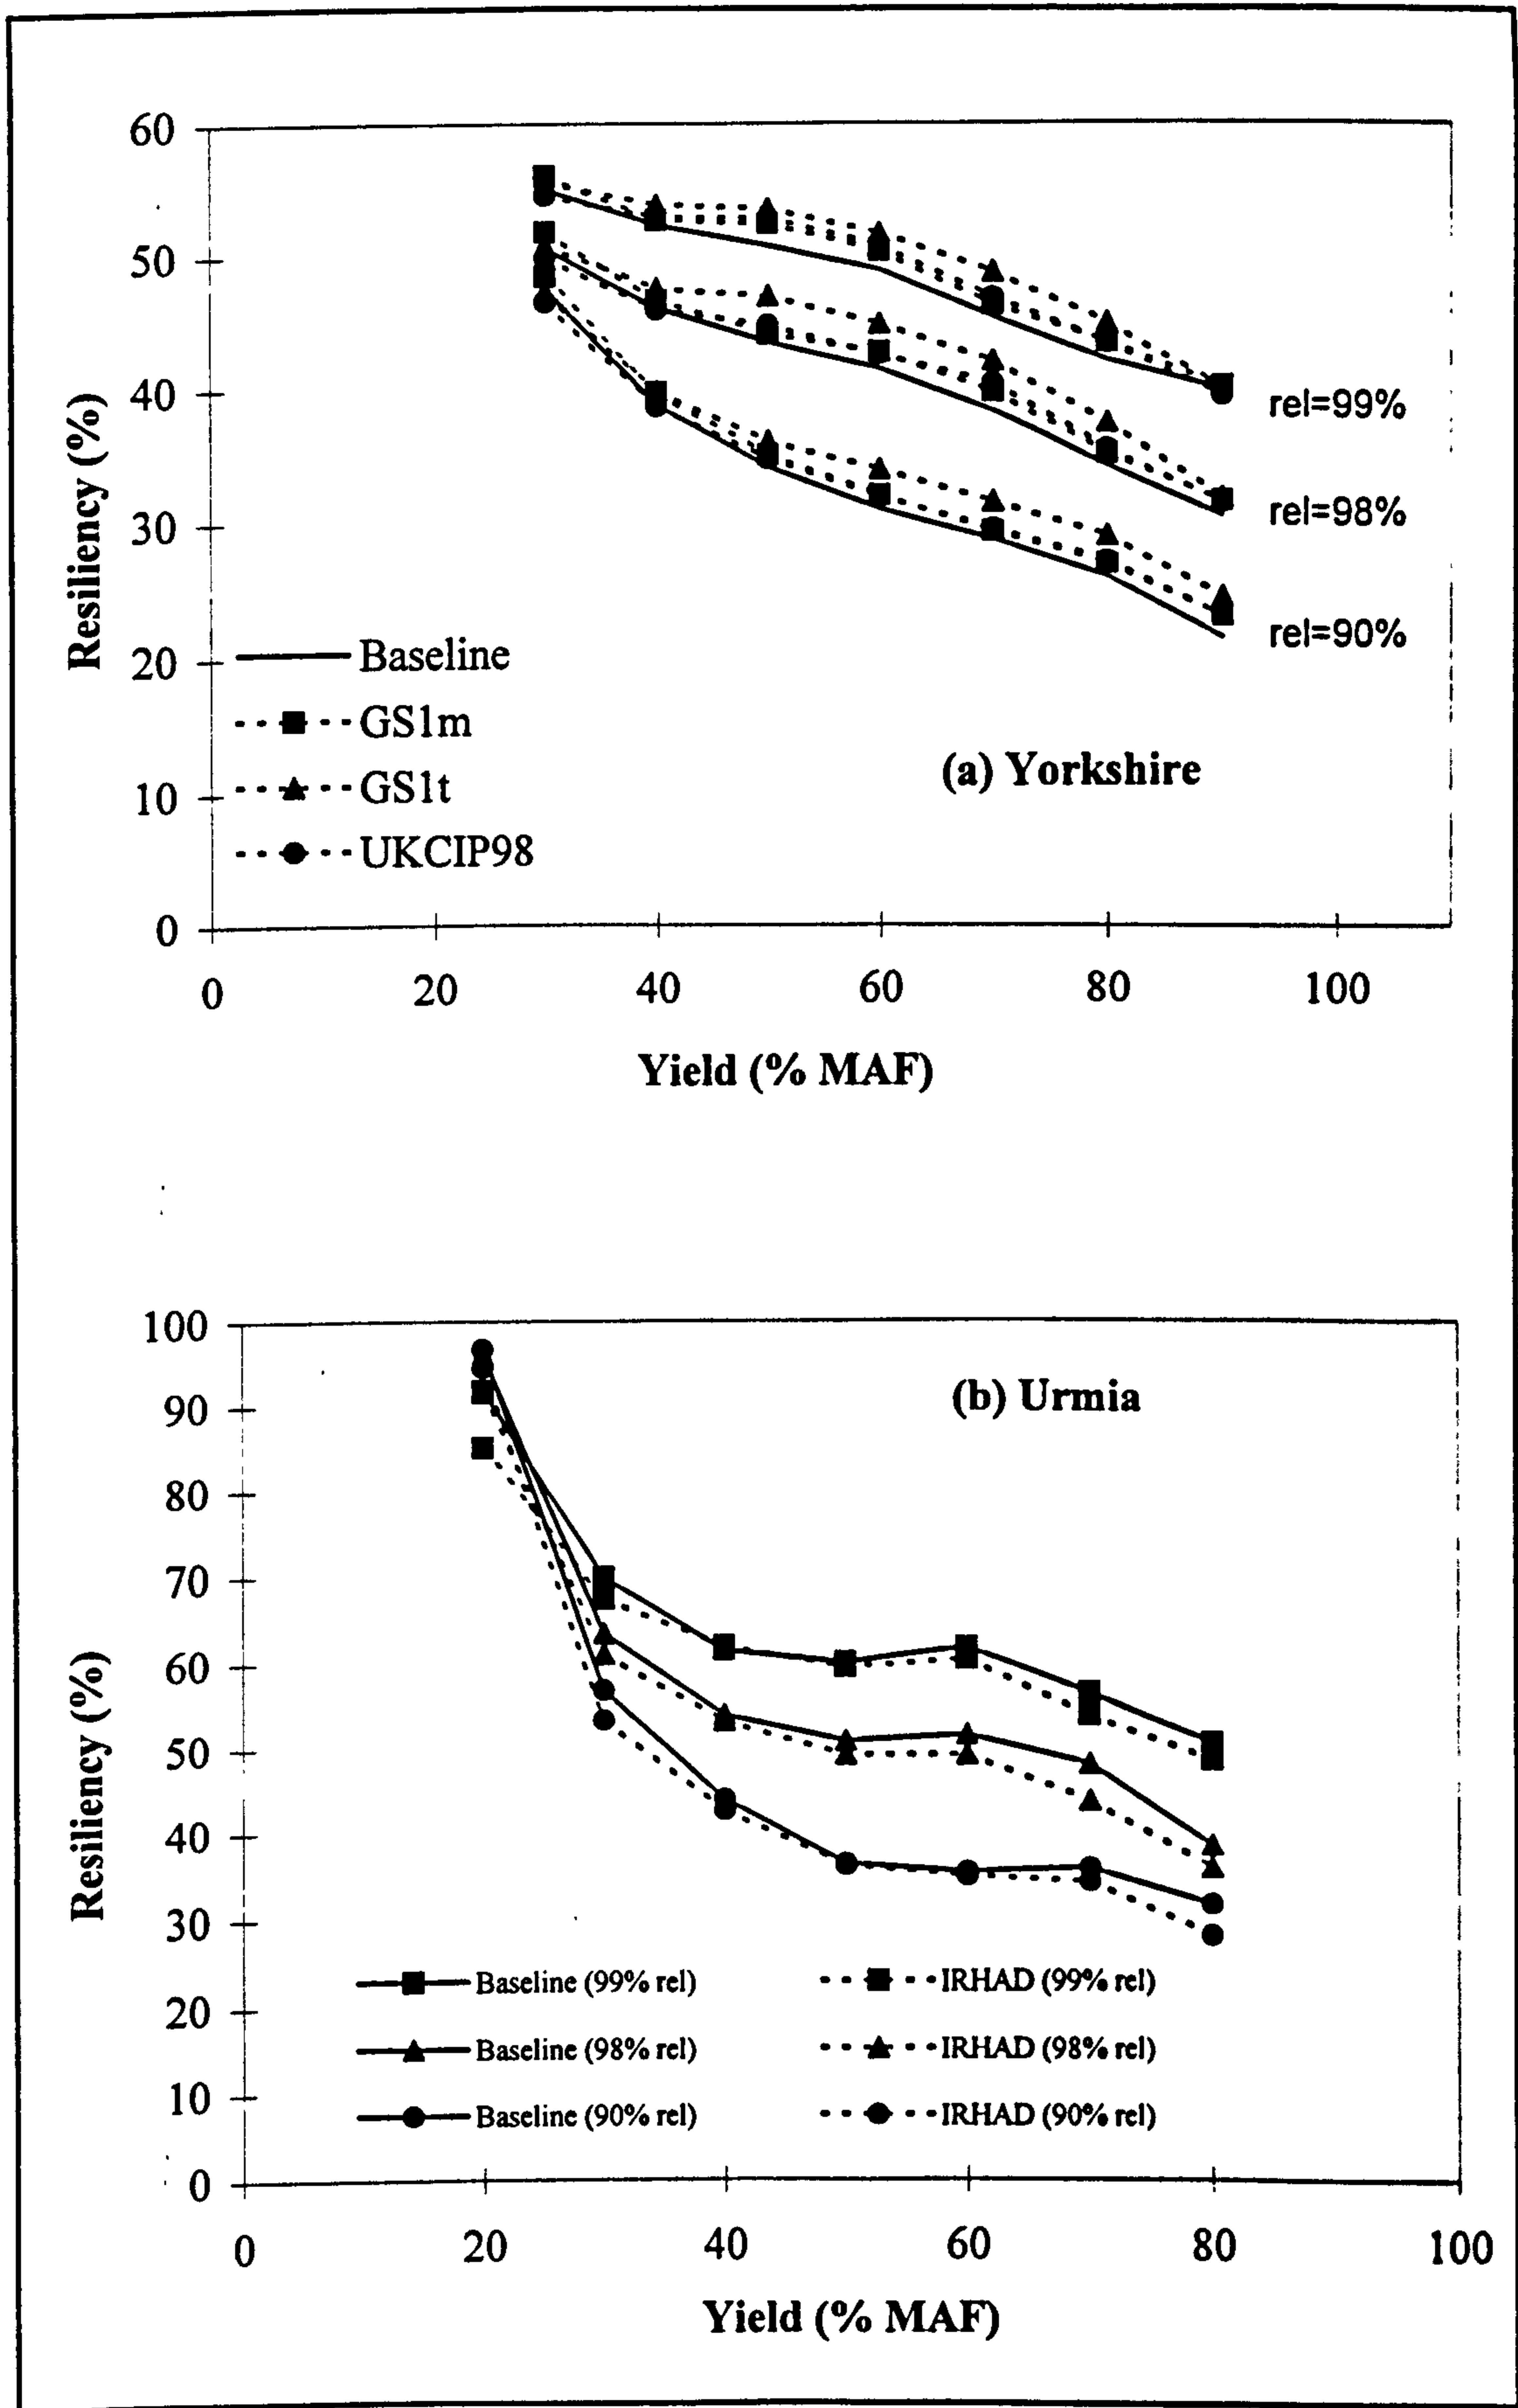 60
50
40
30
20
10
0
Resiliency (%)
rel=99%
rel=98%
rel=90%
Baseline
GS1m
GS1t
UKCIP98
(a) Yorkshire
0 20 40 60 80 100
Yield (% MAF)
100
90
80
70
60
50
40
30
20
10
0
Resiliency (%)
(b) Urmia
Baseline (99% rel) IRHAD (99% rel)
Baseline (98% rel) IRHAD (98% rel)
Baseline (90% rel) IRHAD (90% rel)
0 20 40 60 80 100
Yield (% MAF)